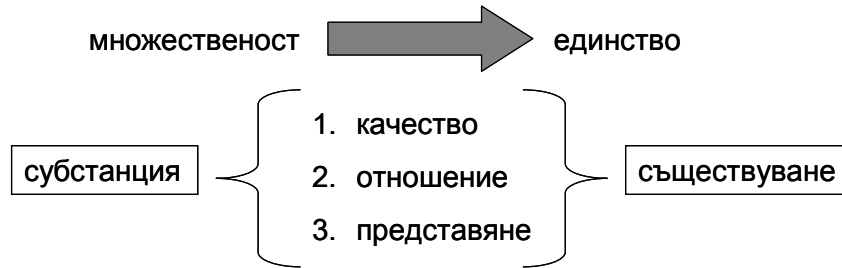 множественост единство
1. качество
субстанция 2. отношение съществуване
3. представяне